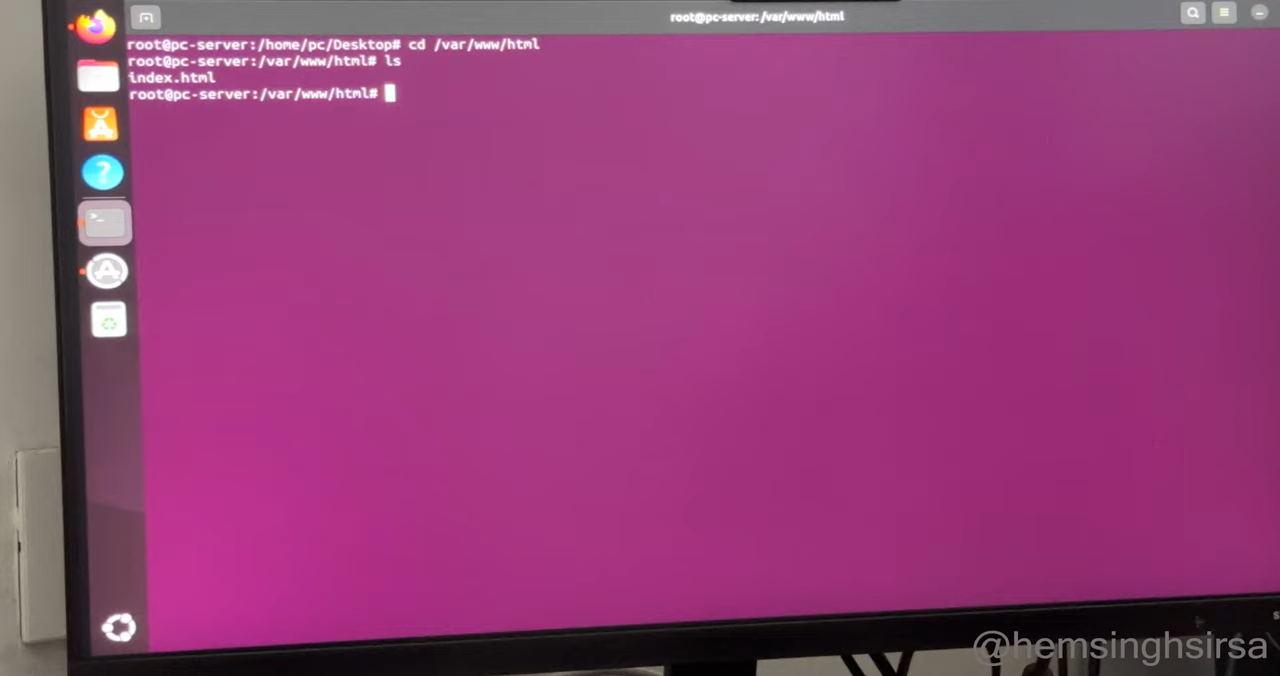 root@pc-server: /var/www/html
root@pc-server:/home/pc/Desktop# cd /var/www/html
root@pc-server:/var/www/html# ls
index.html
root@pc-server:/var/www/html#
@hemsinghsirsa